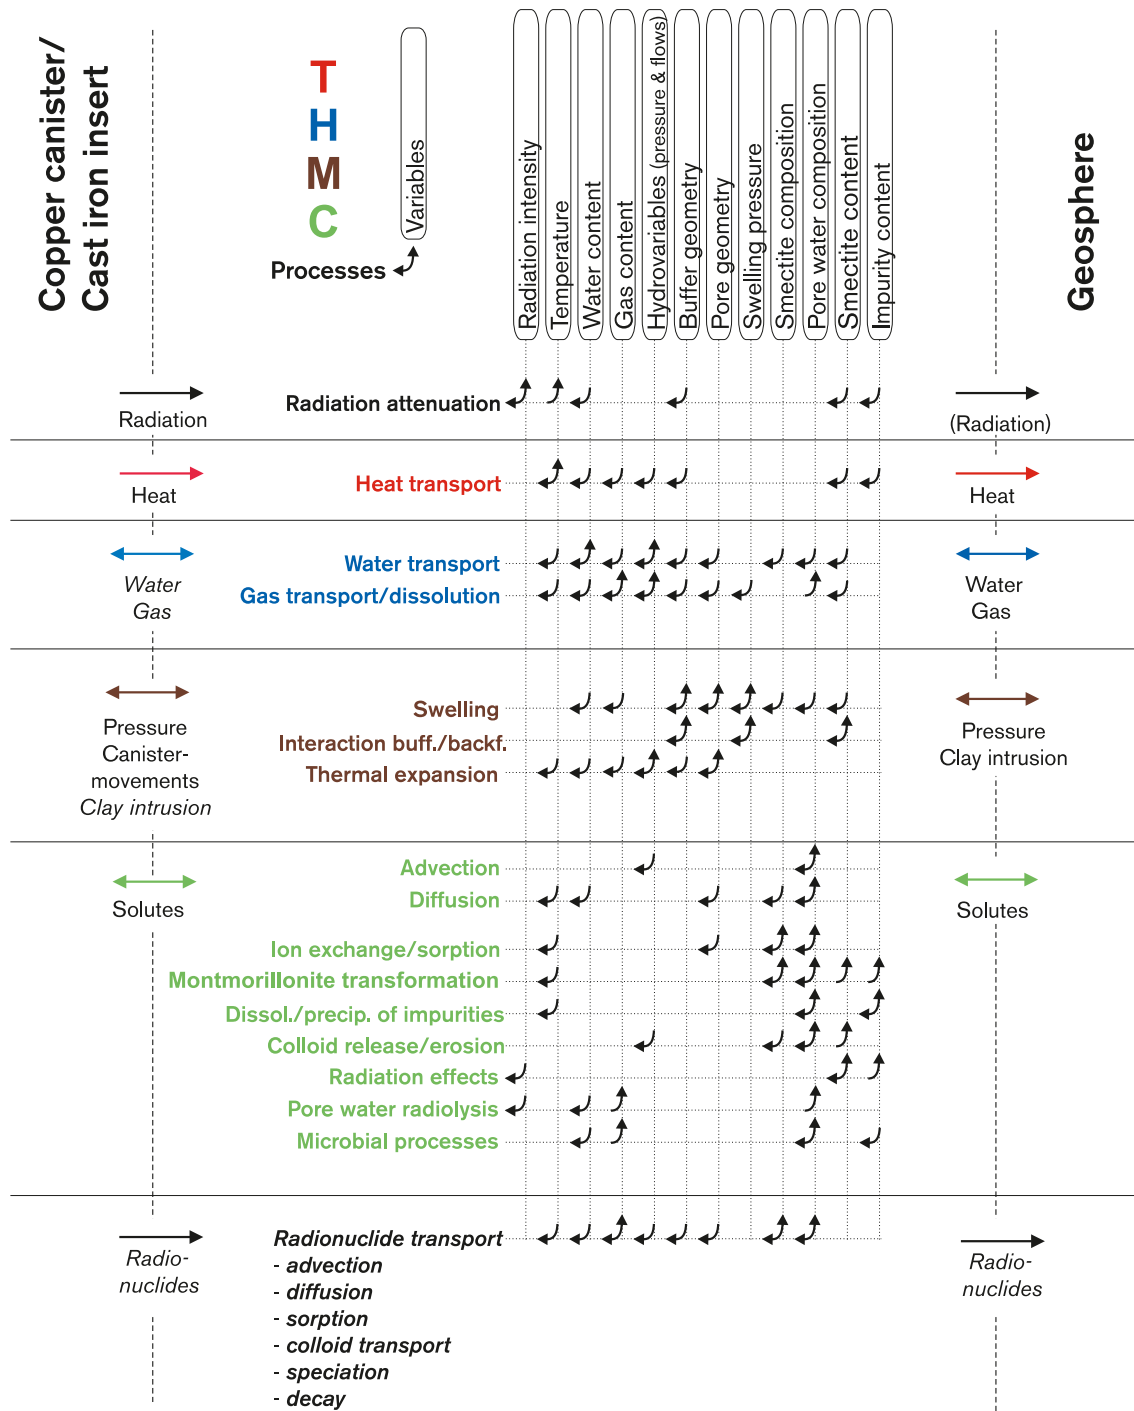 Copper canister/
Cast iron insert
T
H
M
C
Variables
Processes
Radiation intensity
Temperature
Water content
Gas content
Hydrovariables (pressure & flows)
Buffer geometry
Pore geometry
Swelling pressure
Smectite composition
Pore water composition
Smectite content
Impurity content
Geosphere
Radiation
Radiation attenuation
(Radiation)
Heat
Heat transport
Heat
Water
Gas
Water transport
Gas transport/dissolution
Water
Gas
Pressure
Canister-
movements
Clay intrusion
Swelling
Interaction buff./backf.
Thermal expansion
Pressure
Clay intrusion
Solutes
Advection
Diffusion
Ion exchange/sorption
Montmorillonite transformation
Dissol./precip. of impurities
Colloid release/erosion
Radiation effects
Pore water radiolysis
Microbial processes
Solutes
Radio-
nuclides
Radionuclide transport
- advection
- diffusion
- sorption
- colloid transport
- speciation
- decay
Radio-
nuclides